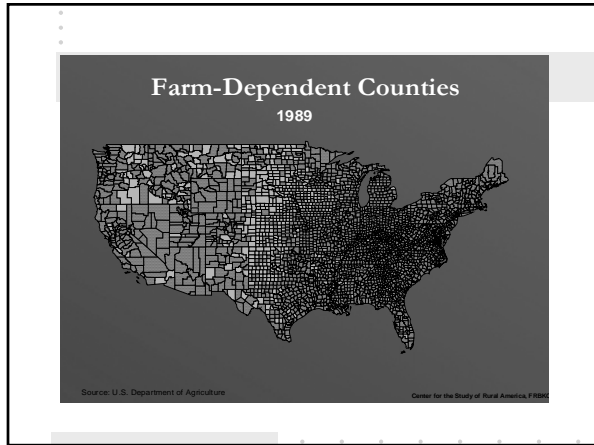 Farm-Dependent Counties
1989
Source: U.S. Department of Agriculture
Center for the Study of Rural America, FRBKC